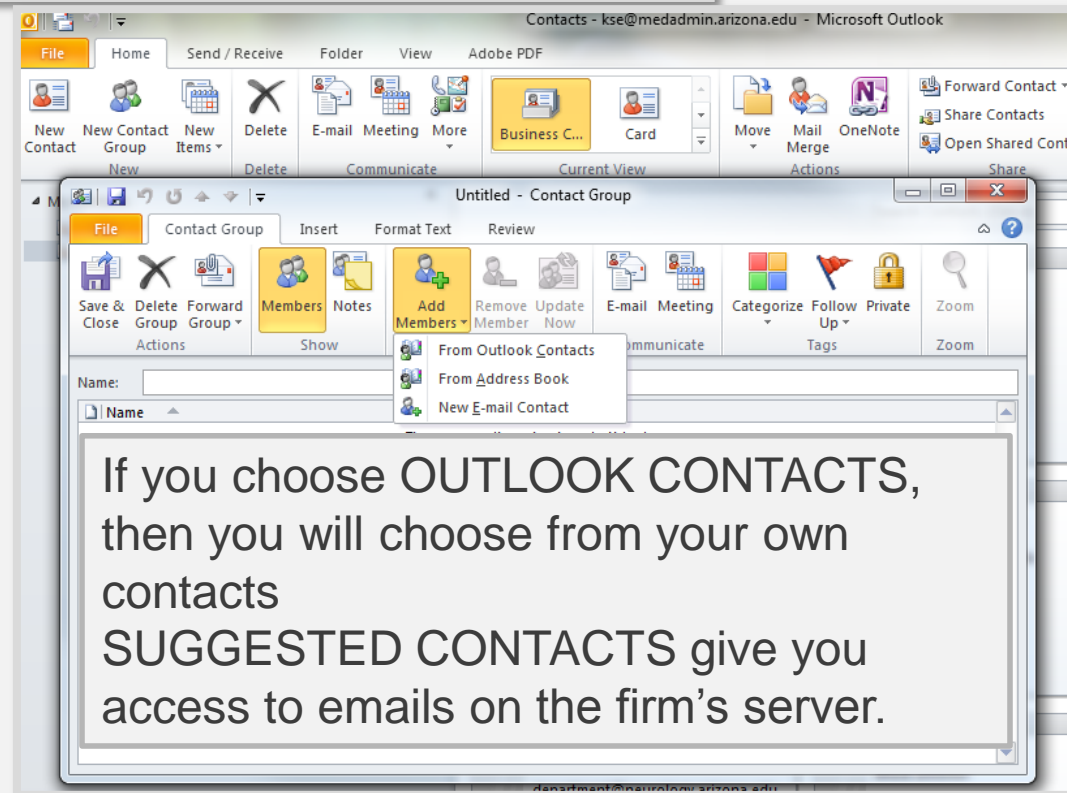 Contacts - kse@medadmin.arizona.edu - Microsoft Outlook
File Home Send / Receive Folder View Adobe PDF
New Contact
New Contact Group
New Items
Delete
E-mail
Meeting
More
Business C...
Card
Move
Mail Merge
OneNote
Forward Contact
Share Contacts
Open Shared Cont
New Delete Communicate Current View Actions Share
M
Untitled - Contact Group
File Contact Group Insert Format Text Review
Save & Close
Delete Group
Forward Group
Members
Notes
Add Members
Remove Member
Update Now
E-mail
Meeting
Categorize
Follow Up
Private
Zoom
Actions Show ommunicate Tags Zoom
From Outlook Contacts
From Address Book
New E-mail Contact
Name:
Name
If you choose OUTLOOK CONTACTS,
then you will choose from your own
contacts
SUGGESTED CONTACTS give you
access to emails on the firm's server.
department@neurology.arizona.edu